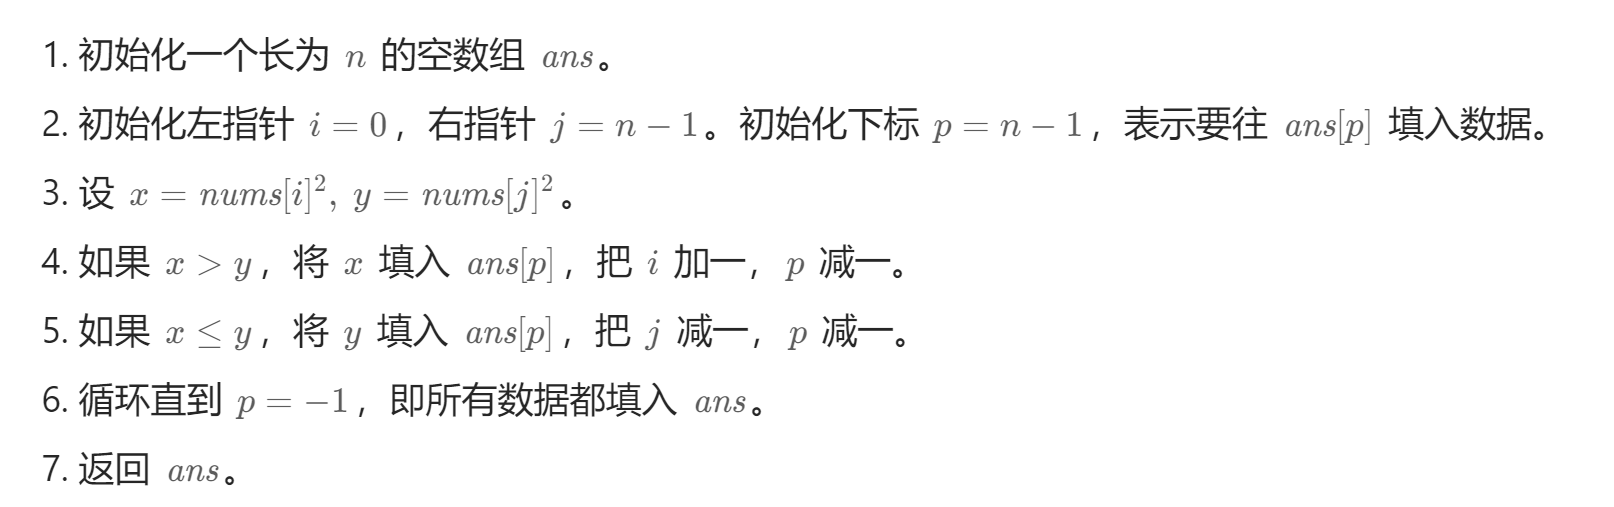 1. 初始化一个长为 n 的空数组 ans。
2. 初始化左指针 i = 0，右指针 j = n − 1。初始化下标 p = n − 1，表示要往 ans[p] 填入数据。
3. 设 x = nums[i]², y = nums[j]²。
4. 如果 x > y，将 x 填入 ans[p]，把 i 加一，p 减一。
5. 如果 x ≤ y，将 y 填入 ans[p]，把 j 减一，p 减一。
6. 循环直到 p = −1，即所有数据都填入 ans。
7. 返回 ans。